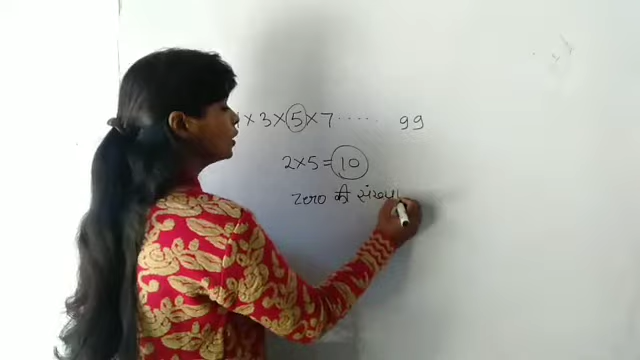 × 3 × 5 × 7 ..... 99
2 × 5 = 10
Zero की संख्या